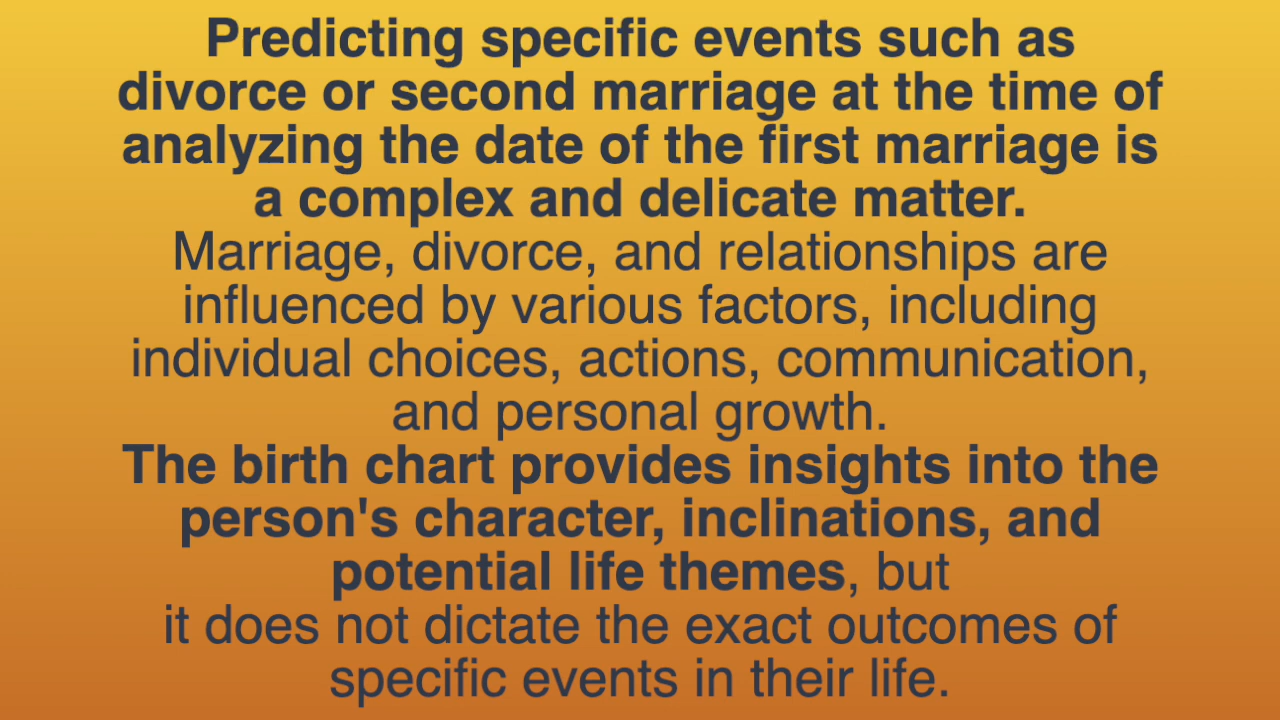 Predicting specific events such as
divorce or second marriage at the time of
analyzing the date of the first marriage is
a complex and delicate matter.
Marriage, divorce, and relationships are
influenced by various factors, including
individual choices, actions, communication,
and personal growth.
The birth chart provides insights into the
person's character, inclinations, and
potential life themes, but
it does not dictate the exact outcomes of
specific events in their life.